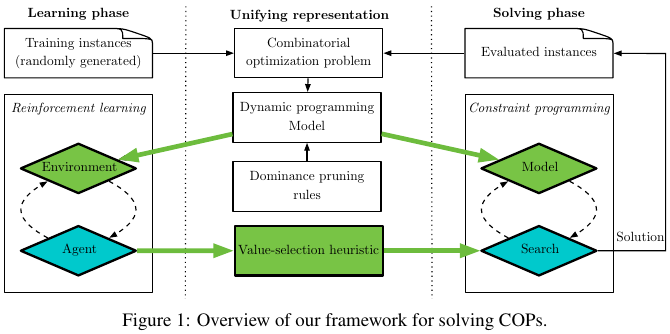 Learning phase
Unifying representation
Solving phase
Training instances
(randomly generated)
Combinatorial
optimization problem
Evaluated instances
Reinforcement learning
Dynamic programming
Model
Constraint programming
Environment
Model
Dominance pruning
rules
Agent
Value-selection heuristic
Search
Solution
Figure 1: Overview of our framework for solving COPs.